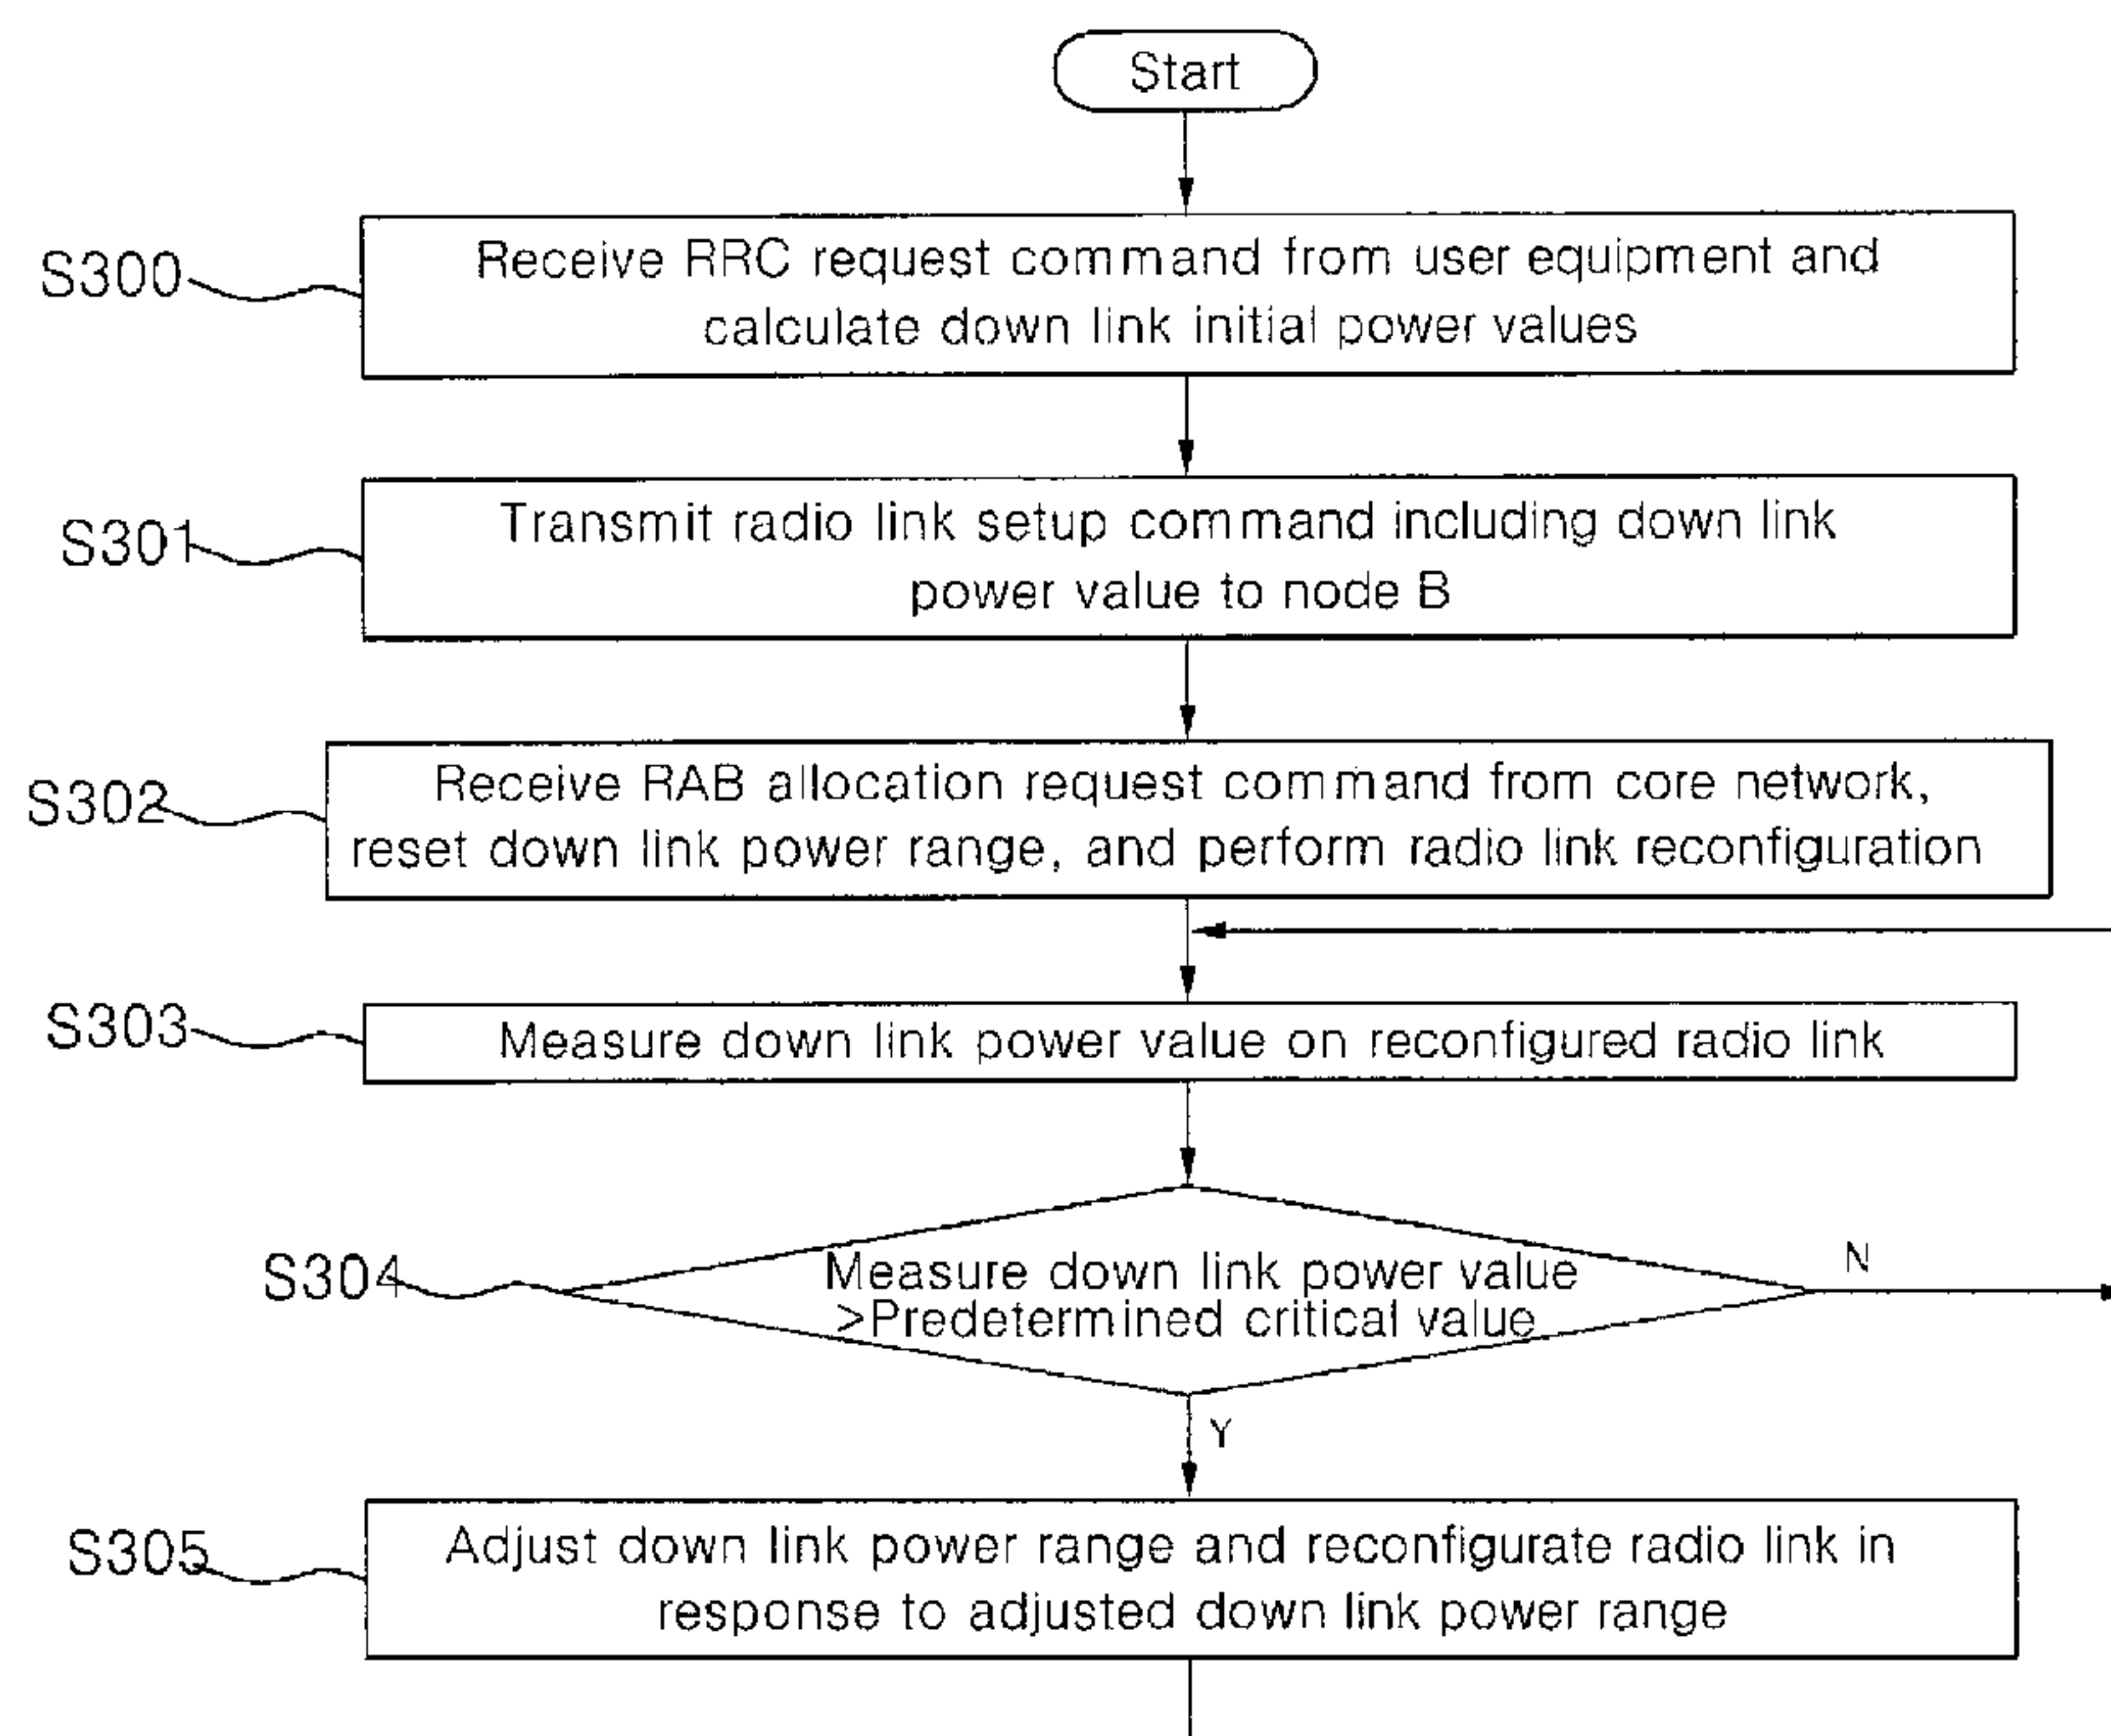 Start
S300
Receive RRC request command from user equipment and
calculate down link initial power values
S301
Transmit radio link setup command including down link
power value to node B
S302
Receive RAB allocation request command from core network,
reset down link power range, and perform radio link reconfiguration
S303
Measure down link power value on reconfigured radio link
S304
Measure down link power value
>Predetermined critical value
N
Y
S305
Adjust down link power range and reconfigurate radio link in
response to adjusted down link power range